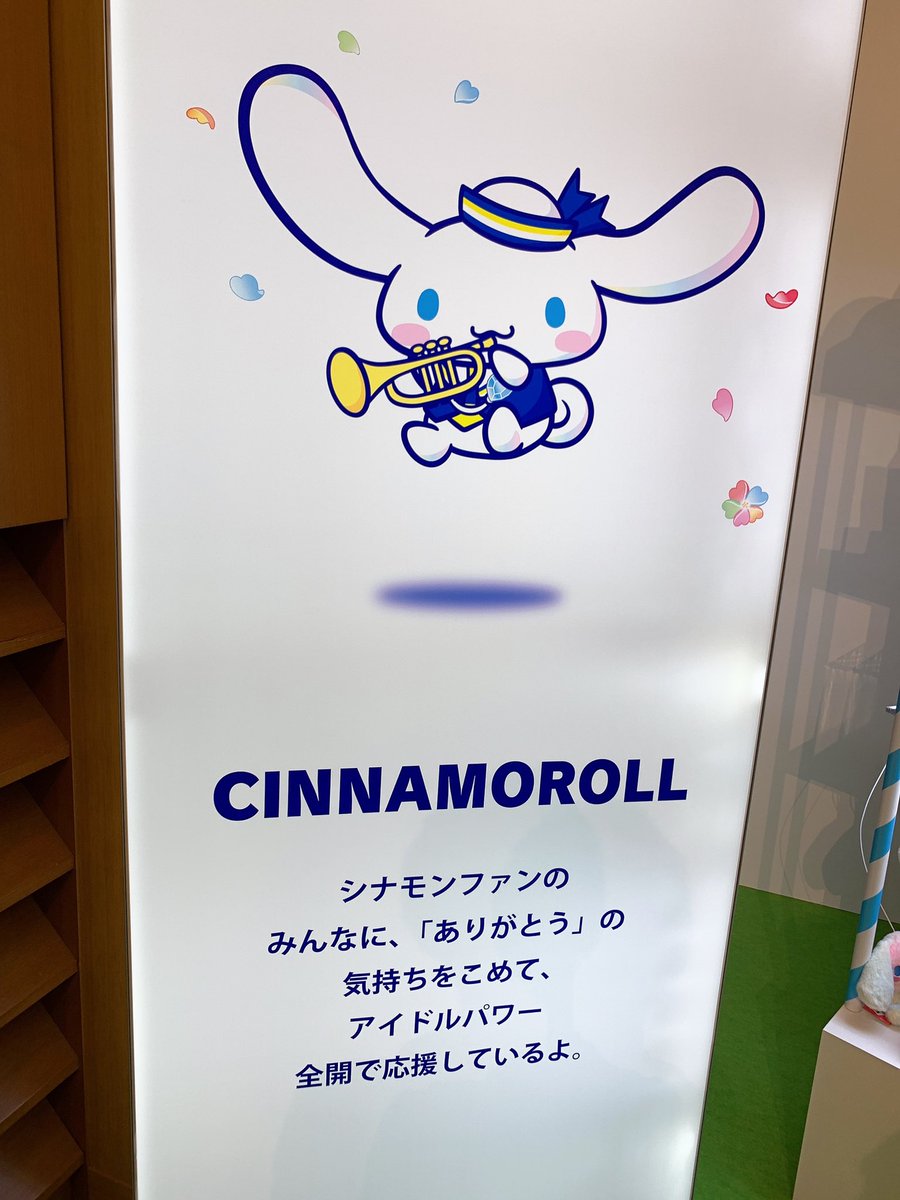 CINNAMOROLL
シナモンファンの
みんなに、「ありがとう」の
気持ちをこめて、
アイドルパワー
全開で応援しているよ。